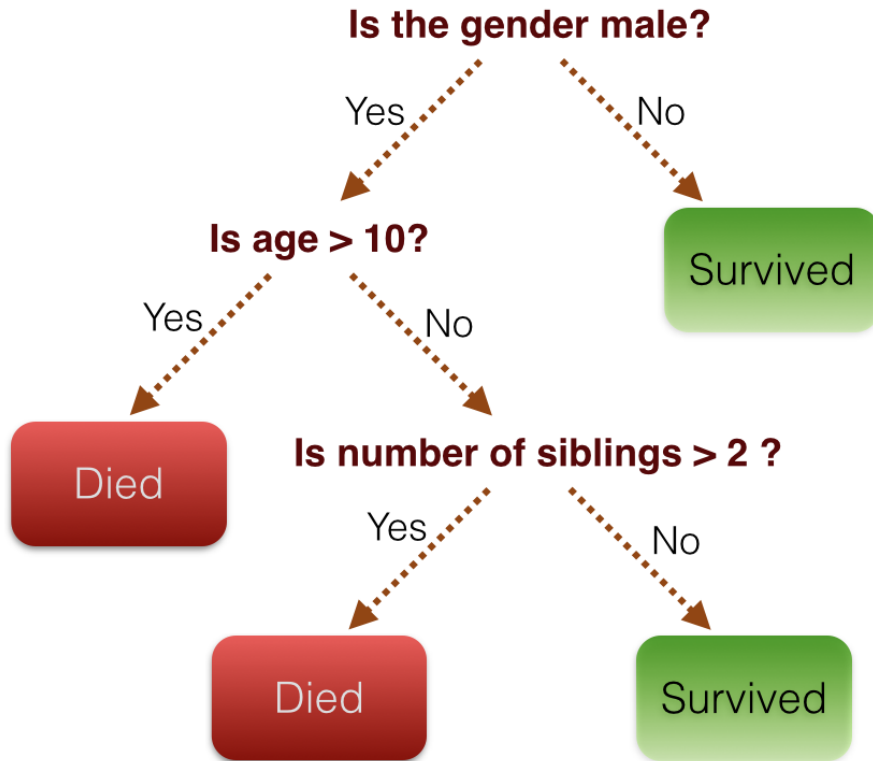 Is the gender male?
Yes
No
Is age > 10?
Survived
Yes
No
Died
Is number of siblings > 2 ?
Yes
No
Died
Survived